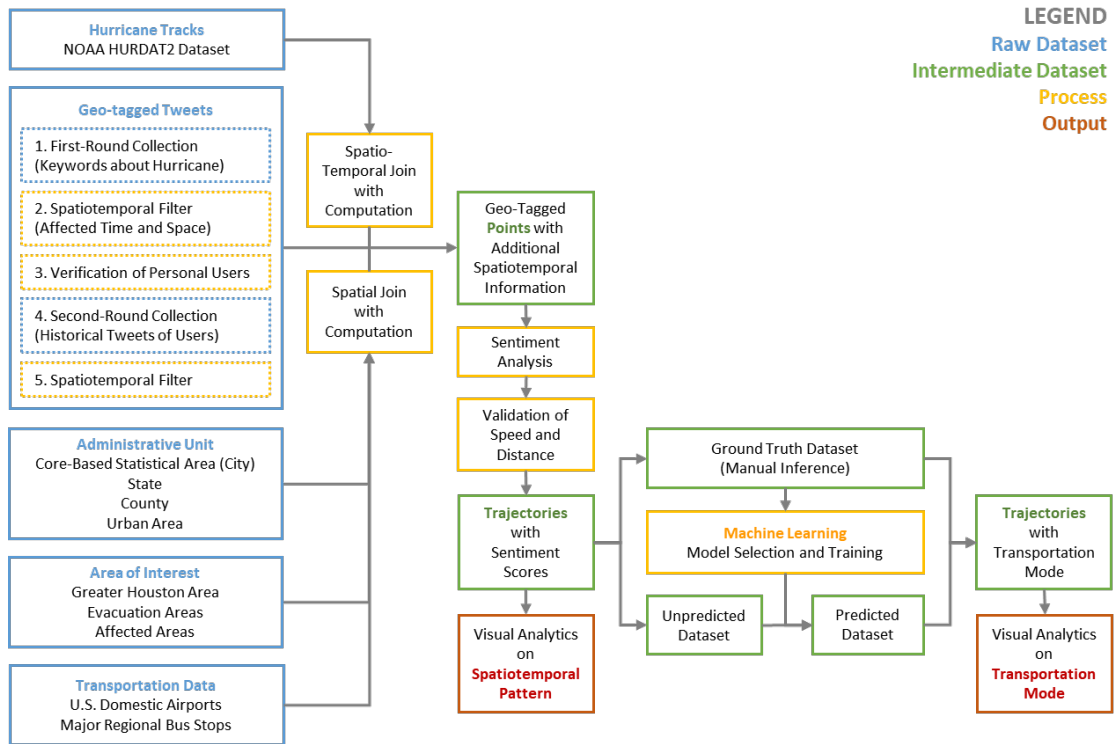 LEGEND
Raw Dataset
Intermediate Dataset
Process
Output
Hurricane Tracks
NOAA HURDAT2 Dataset
Geo-tagged Tweets
1. First-Round Collection
(Keywords about Hurricane)
2. Spatiotemporal Filter
(Affected Time and Space)
3. Verification of Personal Users
4. Second-Round Collection
(Historical Tweets of Users)
5. Spatiotemporal Filter
Administrative Unit
Core-Based Statistical Area (City)
State
County
Urban Area
Area of Interest
Greater Houston Area
Evacuation Areas
Affected Areas
Transportation Data
U.S. Domestic Airports
Major Regional Bus Stops
Spatio-
Temporal Join
with
Computation
Spatial Join
with
Computation
Geo-Tagged
Points with
Additional
Spatiotemporal
Information
Sentiment
Analysis
Validation of
Speed and
Distance
Trajectories
with
Sentiment
Scores
Visual Analytics
on
Spatiotemporal
Pattern
Ground Truth Dataset
(Manual Inference)
Machine Learning
Model Selection and Training
Unpredicted
Dataset
Predicted
Dataset
Trajectories
with
Transportation
Mode
Visual Analytics
on
Transportation
Mode